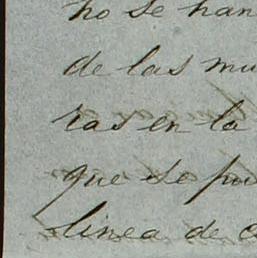 no se han
de las mu
ras en la
que se pu
linea de